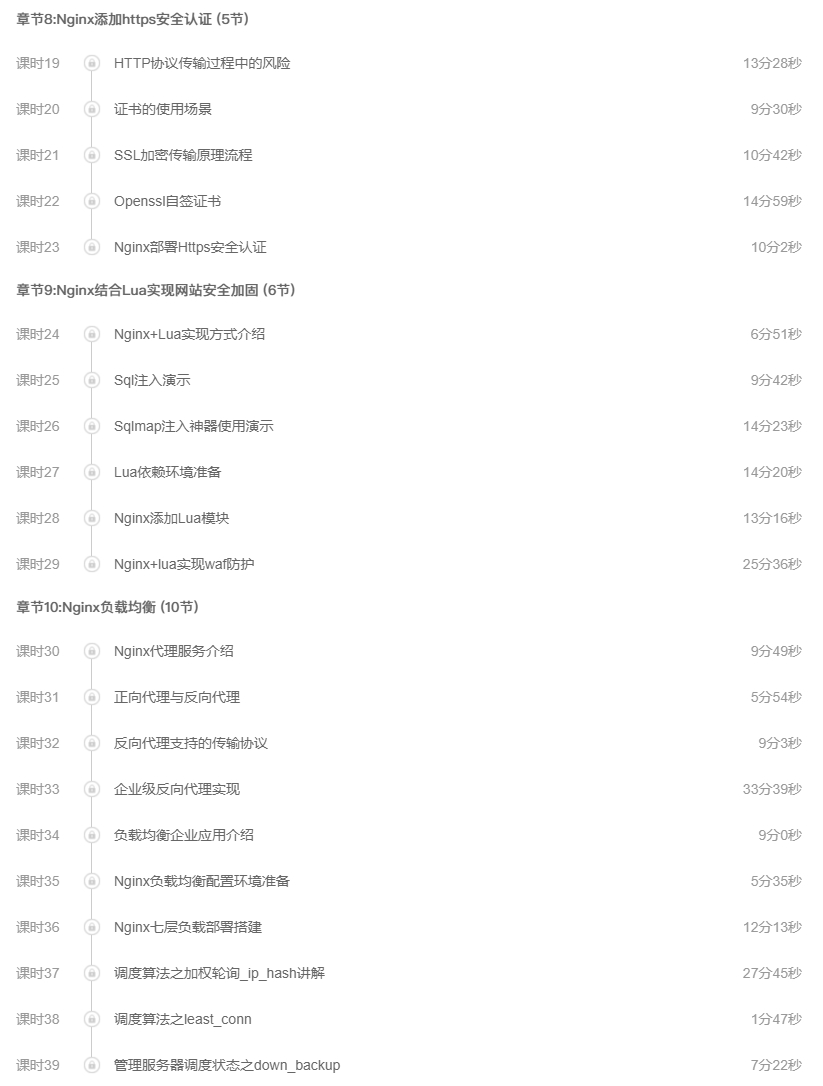 章节8:Nginx添加https安全认证 (5节)
课时19 HTTP协议传输过程中的风险 13分28秒
课时20 证书的使用场景 9分30秒
课时21 SSL加密传输原理流程 10分42秒
课时22 Openssl自签证书 14分59秒
课时23 Nginx部署Https安全认证 10分2秒
章节9:Nginx结合Lua实现网站安全加固 (6节)
课时24 Nginx+Lua实现方式介绍 6分51秒
课时25 Sql注入演示 9分42秒
课时26 Sqlmap注入神器使用演示 14分23秒
课时27 Lua依赖环境准备 14分20秒
课时28 Nginx添加Lua模块 13分16秒
课时29 Nginx+lua实现waf防护 25分36秒
章节10:Nginx负载均衡 (10节)
课时30 Nginx代理服务介绍 9分49秒
课时31 正向代理与反向代理 5分54秒
课时32 反向代理支持的传输协议 9分3秒
课时33 企业级反向代理实现 33分39秒
课时34 负载均衡企业应用介绍 9分0秒
课时35 Nginx负载均衡配置环境准备 5分35秒
课时36 Nginx七层负载部署搭建 12分13秒
课时37 调度算法之加权轮询_ip_hash讲解 27分45秒
课时38 调度算法之least_conn 1分47秒
课时39 管理服务器调度状态之down_backup 7分22秒